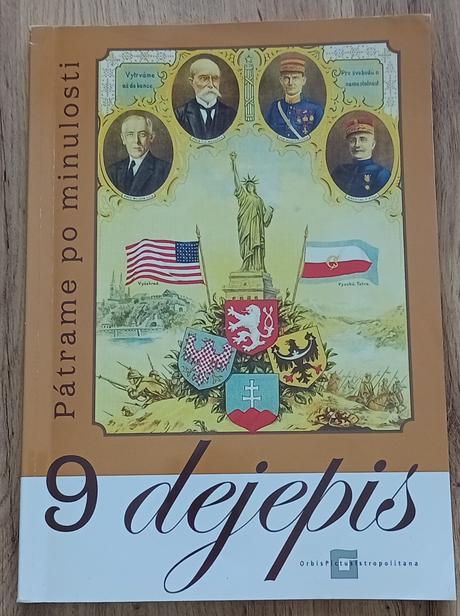 Pátrame po minulosti
Vytrváme
až do konce
Pro svobodu a
samostatnost
Vyšehrad
Vysoké Tatry
9 dejepis
OrbisPictusIstropolitana